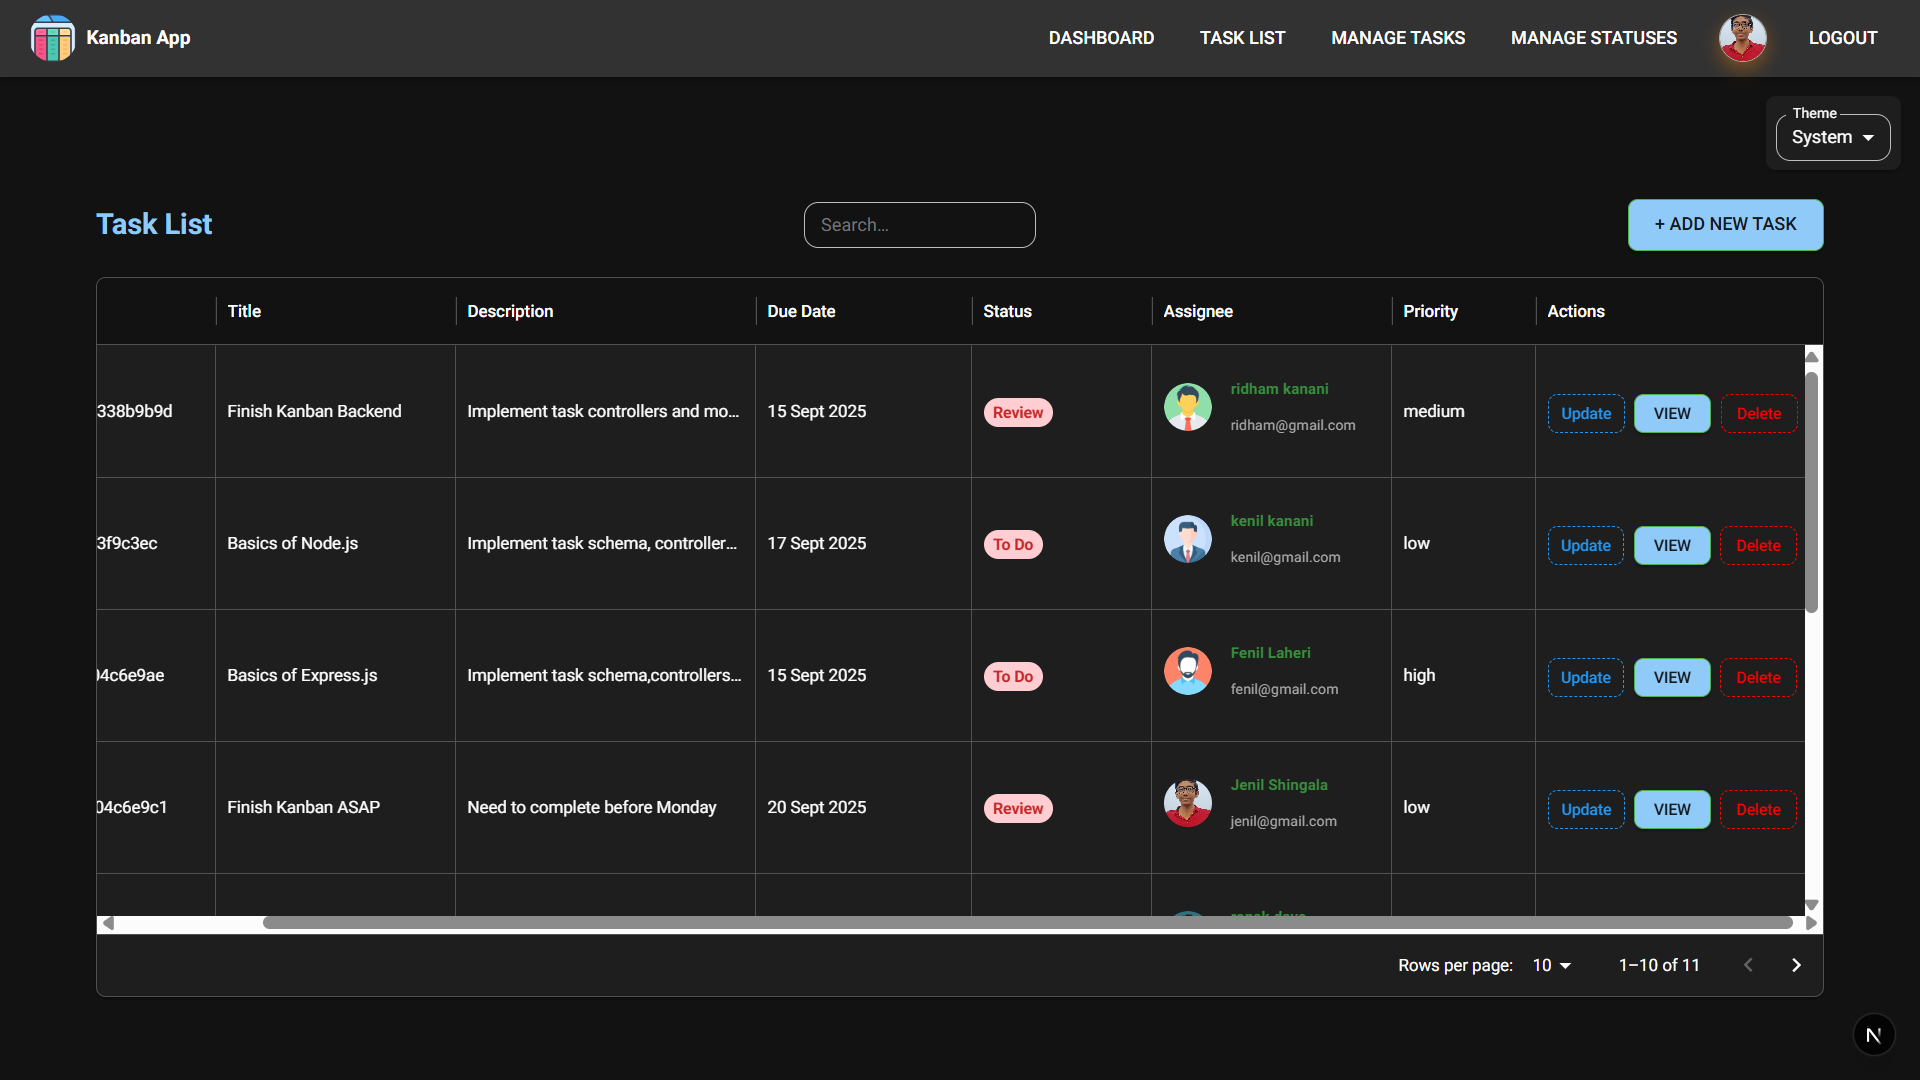 Kanban App
DASHBOARD
TASK LIST
MANAGE TASKS
MANAGE STATUSES
LOGOUT
Theme
System
Task List
Search...
+ ADD NEW TASK
Title Description Due Date Status Assignee Priority Actions
338b9b9d Finish Kanban Backend Implement task controllers and mo... 15 Sept 2025 Review ridham kanani medium Update VIEW Delete
ridham@gmail.com
3f9c3ec Basics of Node.js Implement task schema, controller... 17 Sept 2025 To Do kenil kanani low Update VIEW Delete
kenil@gmail.com
04c6e9ae Basics of Express.js Implement task schema,controllers... 15 Sept 2025 To Do Fenil Laheri high Update VIEW Delete
fenil@gmail.com
04c6e9c1 Finish Kanban ASAP Need to complete before Monday 20 Sept 2025 Review Jenil Shingala low Update VIEW Delete
jenil@gmail.com
Rows per page: 10 1–10 of 11
N